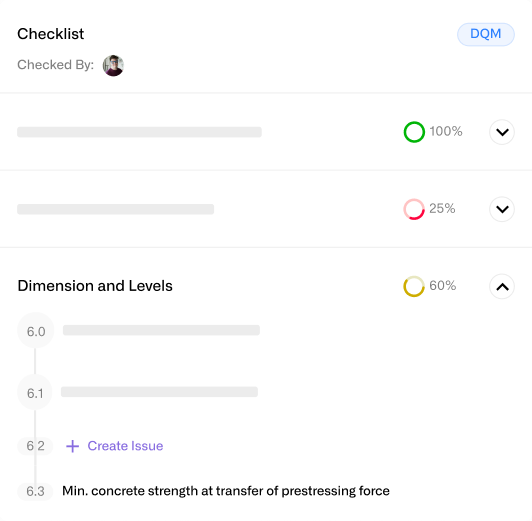 Checklist
DQM
Checked By:
100%
25%
Dimension and Levels
60%
6.0
6.1
6.2
Create Issue
6.3
Min. concrete strength at transfer of prestressing force